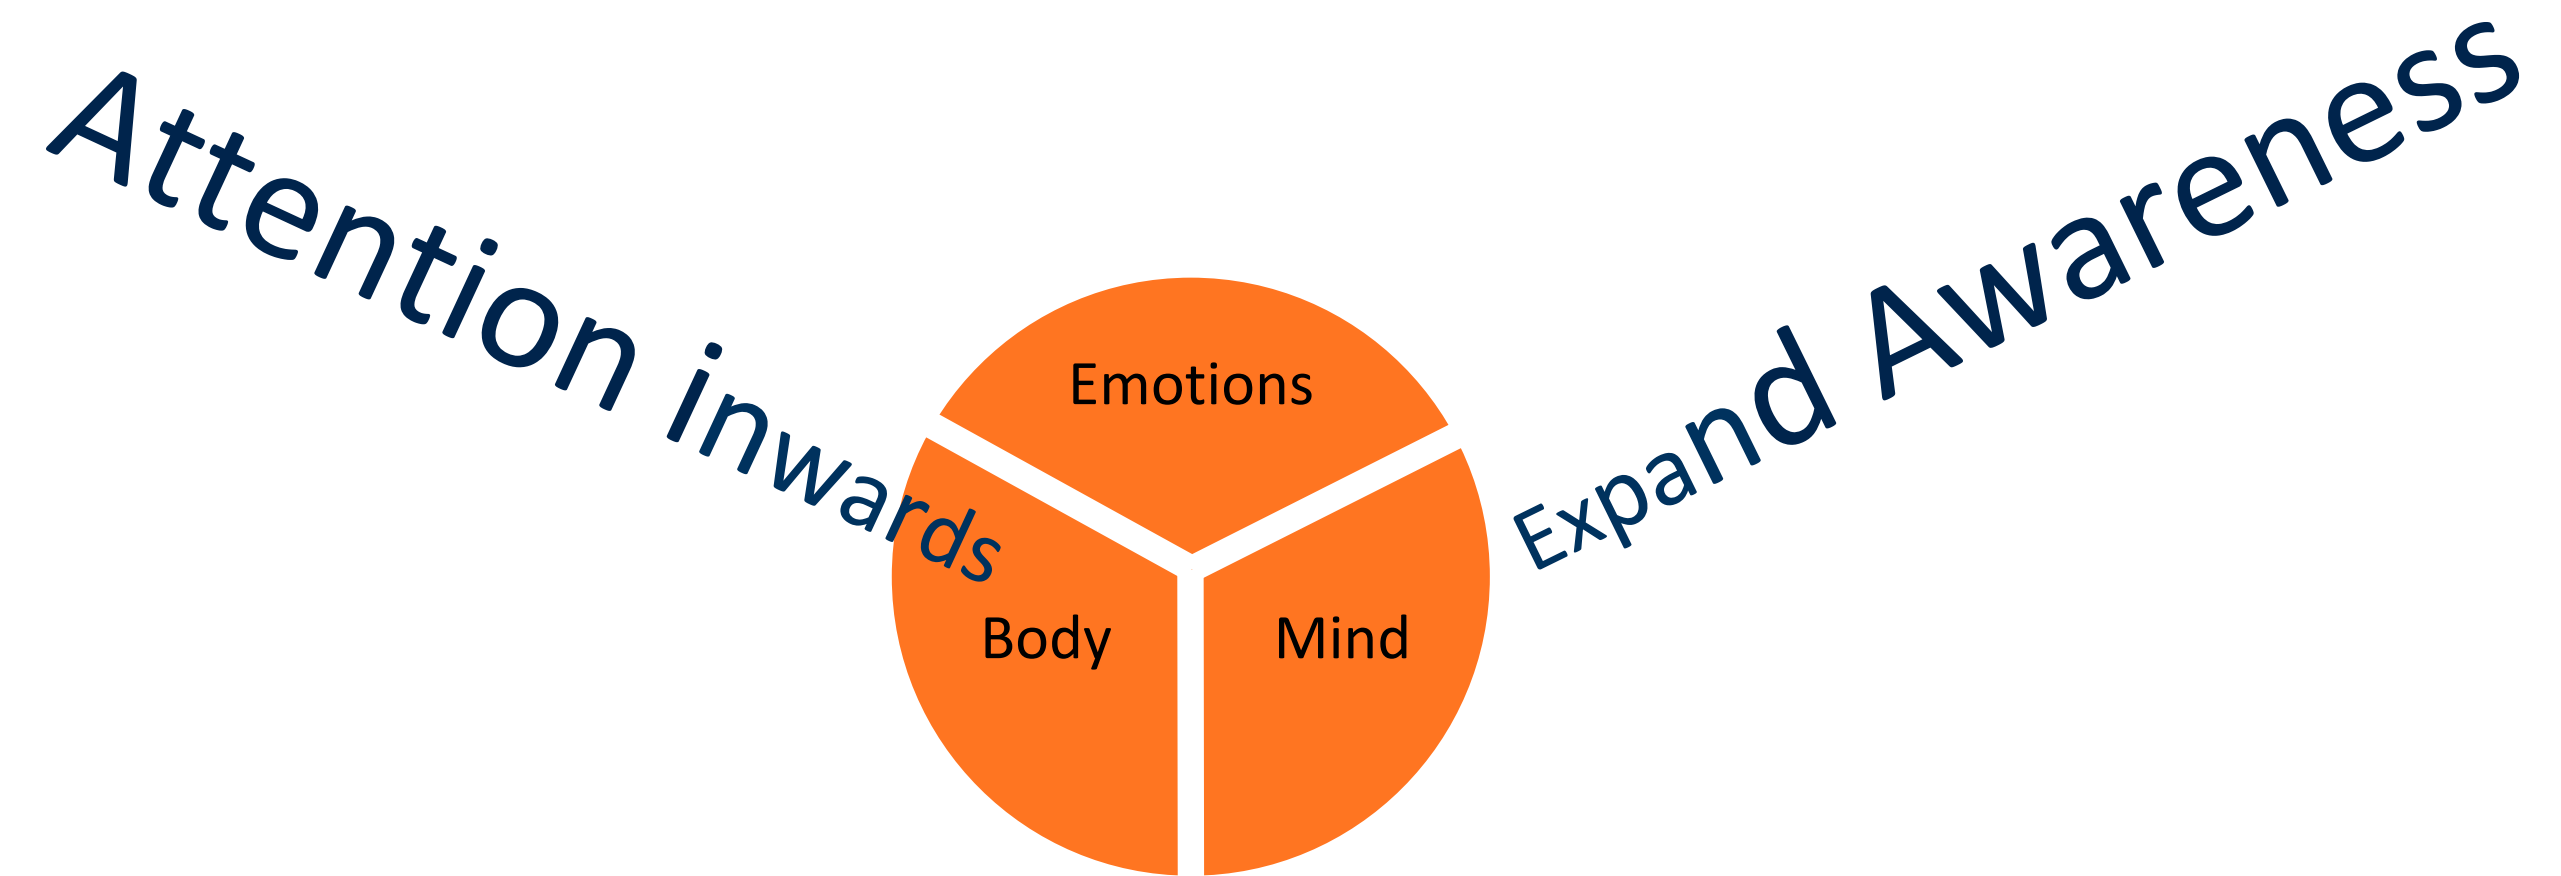 Attention inwards
Expand Awareness
Emotions
Body
Mind